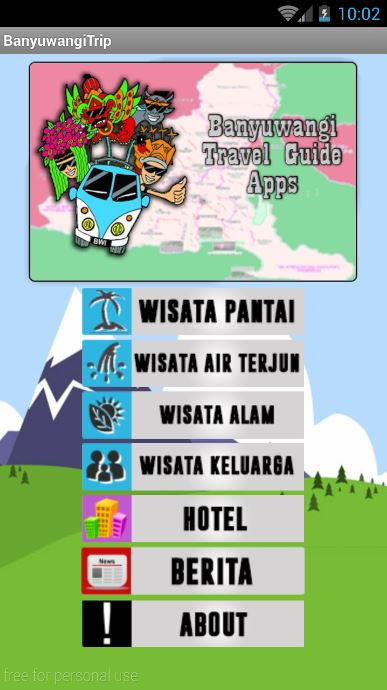 10:02
BanyuwangiTrip
Banyuwangi
Travel Guide
Apps
BWI
WISATA PANTAI
WISATA AIR TERJUN
WISATA ALAM
WISATA KELUARGA
HOTEL
News
BERITA
!
ABOUT
free for personal use